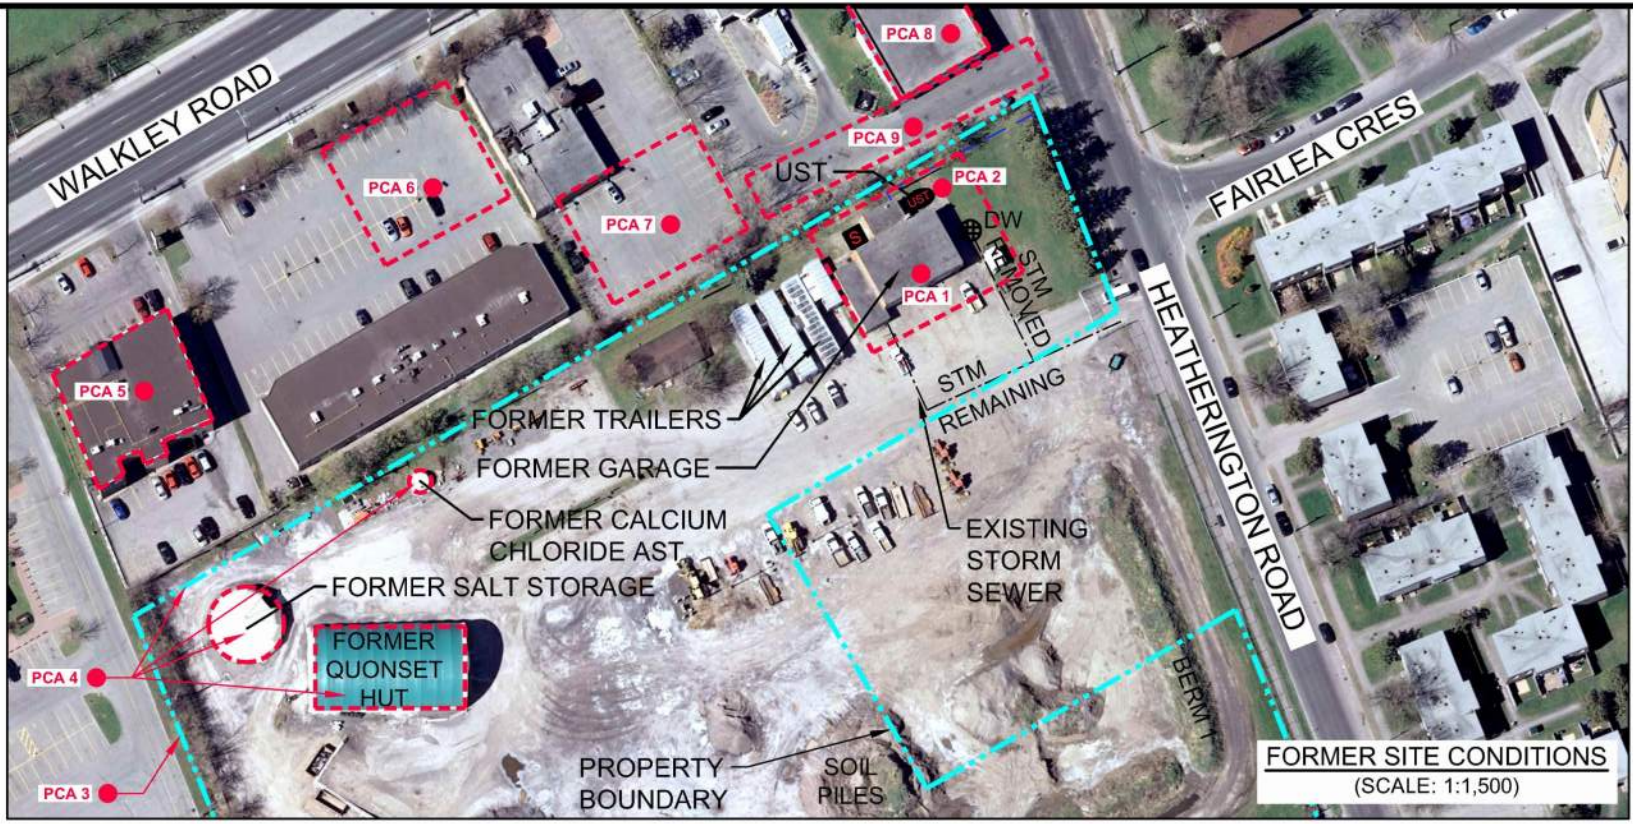 WALKLEY ROAD
PCA 8
PCA 9
UST
PCA 2
UST
PCA 6
PCA 7
S
DW
PCA 1
STM
REMOVED
FAIRLEA CRES
HEATHERINGTON ROAD
PCA 5
STM
REMAINING
FORMER TRAILERS
FORMER GARAGE
FORMER CALCIUM
CHLORIDE AST
EXISTING
STORM
SEWER
FORMER SALT STORAGE
FORMER
QUONSET
HUT
PCA 4
PCA 3
PROPERTY
BOUNDARY
SOIL
PILES
BERM 1
FORMER SITE CONDITIONS
(SCALE: 1:1,500)